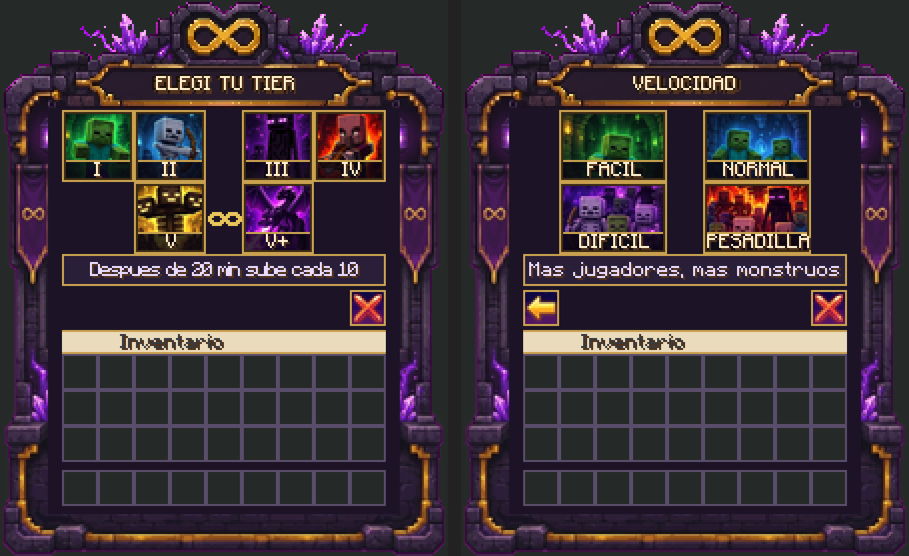 ELEGI TU TIER
I II III IV
V V+
Despues de 20 min sube cada 10
Inventario
VELOCIDAD
FACIL NORMAL
DIFICIL PESADILLA
Mas jugadores, mas monstruos
Inventario